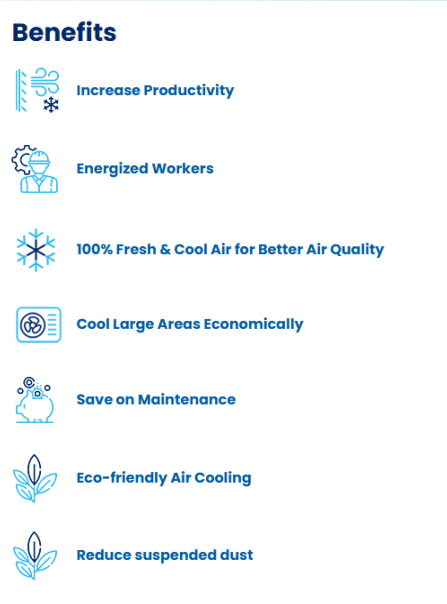 Benefits
Increase Productivity
Energized Workers
100% Fresh & Cool Air for Better Air Quality
Cool Large Areas Economically
Save on Maintenance
Eco-friendly Air Cooling
Reduce suspended dust